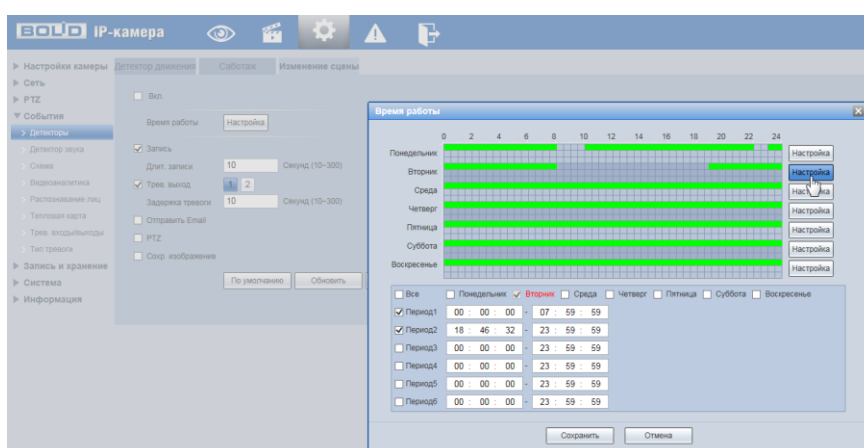 BOLID IP-камера
Настройки камеры
Сеть
PTZ
События
Детекторы
Детектор звука
Схема
Видеоаналитика
Распознавание лиц
Тепловая карта
Трев. входы/выходы
Тип тревоги
Запись и хранение
Система
Информация
Детектор движения Саботаж Изменение сцены
Вкл.
Время работы Настройка
Запись
Длит. записи 10 Секунд (10~300)
Трев. выход 1 2
Задержка тревоги 10 Секунд (10~300)
Отправить Email
PTZ
Сохр. изображение
По умолчанию Обновить
Время работы
0 2 4 6 8 10 12 14 16 18 20 22 24
Понедельник Настройка
Вторник Настройка
Среда Настройка
Четверг Настройка
Пятница Настройка
Суббота Настройка
Воскресенье Настройка
Все Понедельник Вторник Среда Четверг Пятница Суббота Воскресенье
Период1 00 : 00 : 00 - 07 : 59 : 59
Период2 18 : 46 : 32 - 23 : 59 : 59
Период3 00 : 00 : 00 - 23 : 59 : 59
Период4 00 : 00 : 00 - 23 : 59 : 59
Период5 00 : 00 : 00 - 23 : 59 : 59
Период6 00 : 00 : 00 - 23 : 59 : 59
Сохранить Отмена